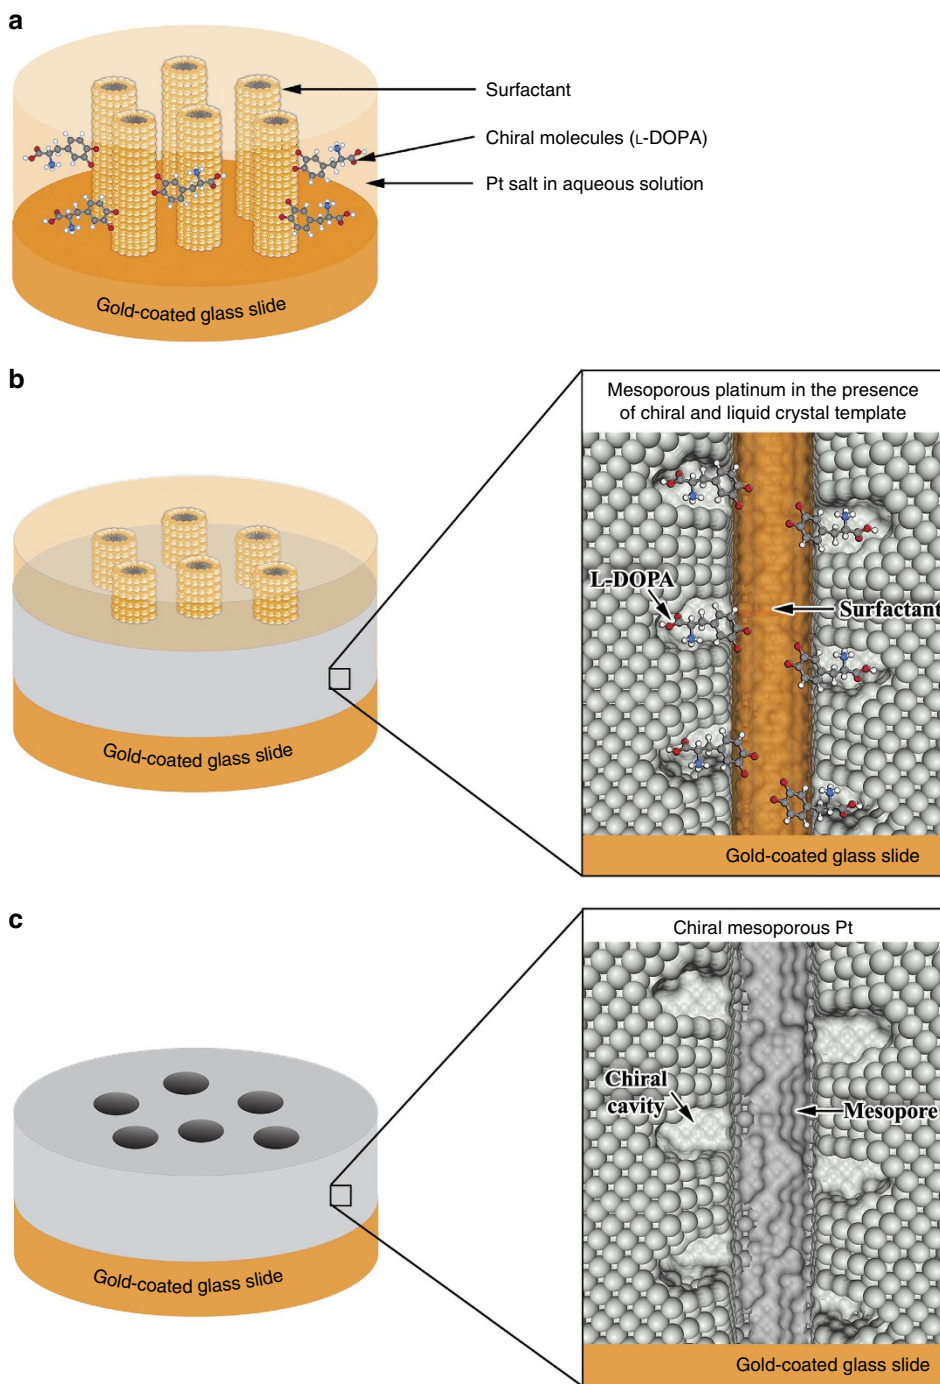 a
Surfactant
Chiral molecules (L-DOPA)
Pt salt in aqueous solution
Gold-coated glass slide
b
Mesoporous platinum in the presence
of chiral and liquid crystal template
L-DOPA
Surfactant
Gold-coated glass slide
Gold-coated glass slide
c
Chiral mesoporous Pt
Chiral
cavity
Mesopore
Gold-coated glass slide
Gold-coated glass slide